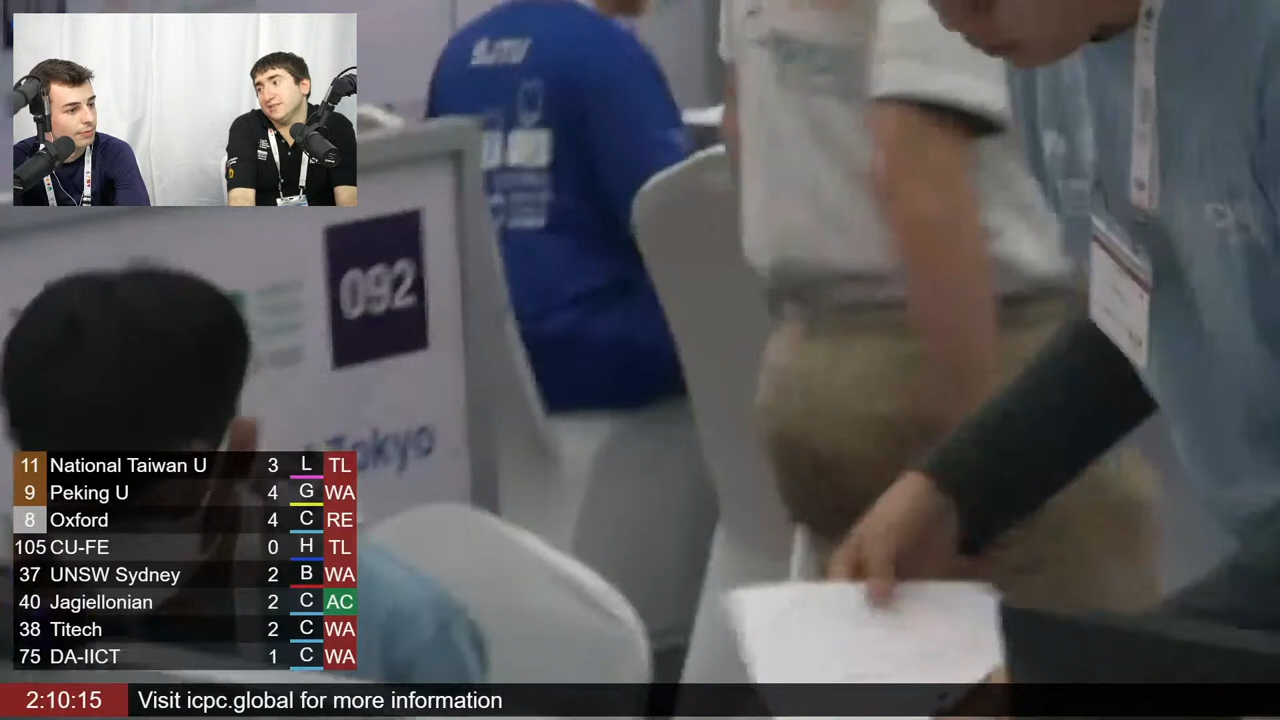 092
Tokyo
11 National Taiwan U 3 L TL
9 Peking U 4 G WA
8 Oxford 4 C RE
105 CU-FE 0 H TL
37 UNSW Sydney 2 B WA
40 Jagiellonian 2 C AC
38 Titech 2 C WA
75 DA-IICT 1 C WA
2:10:15 Visit icpc.global for more information